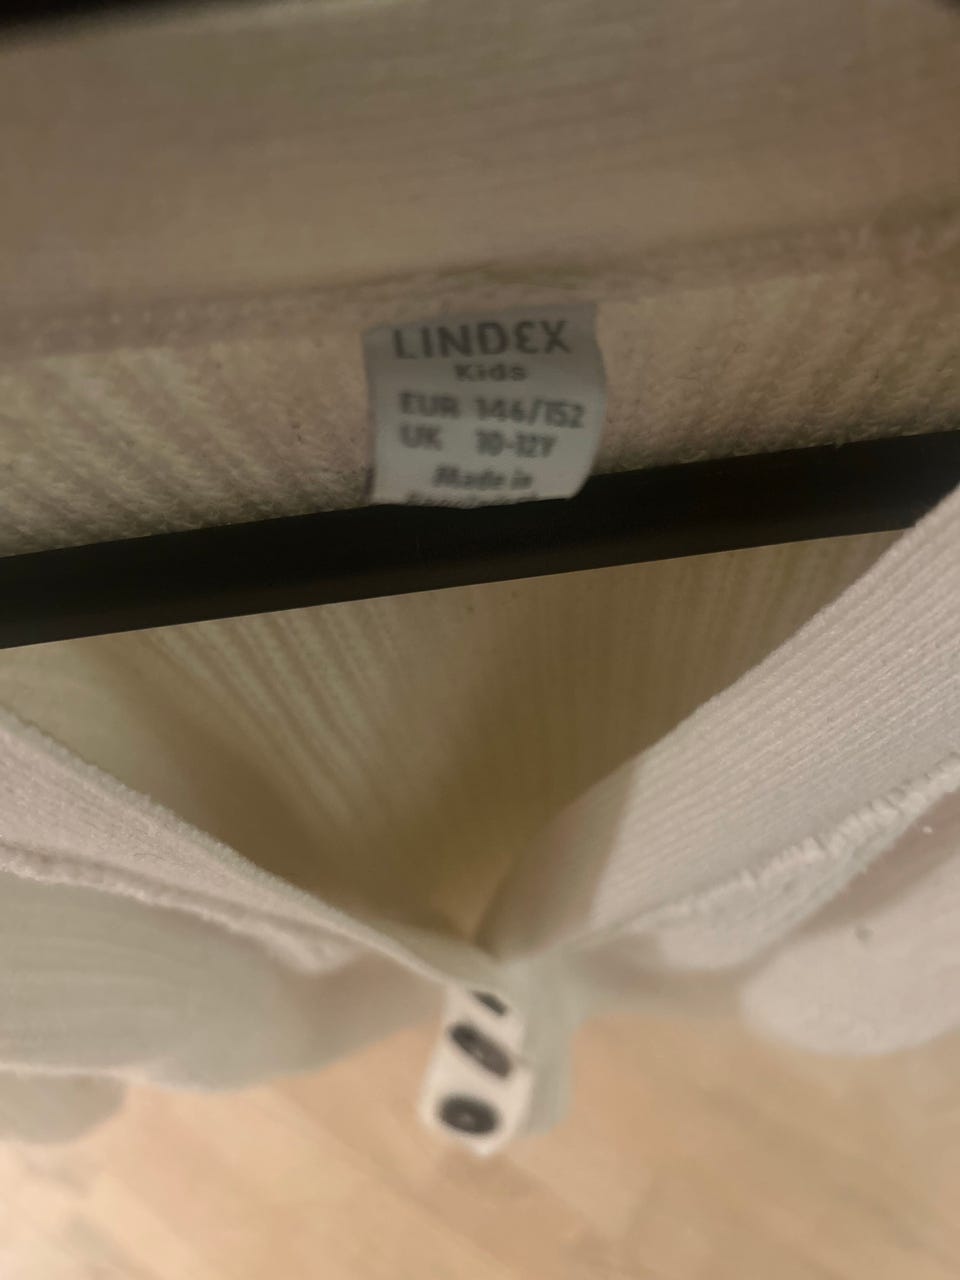 LINDEX
Kids
EUR 146/152
UK 10-12Y
Made in